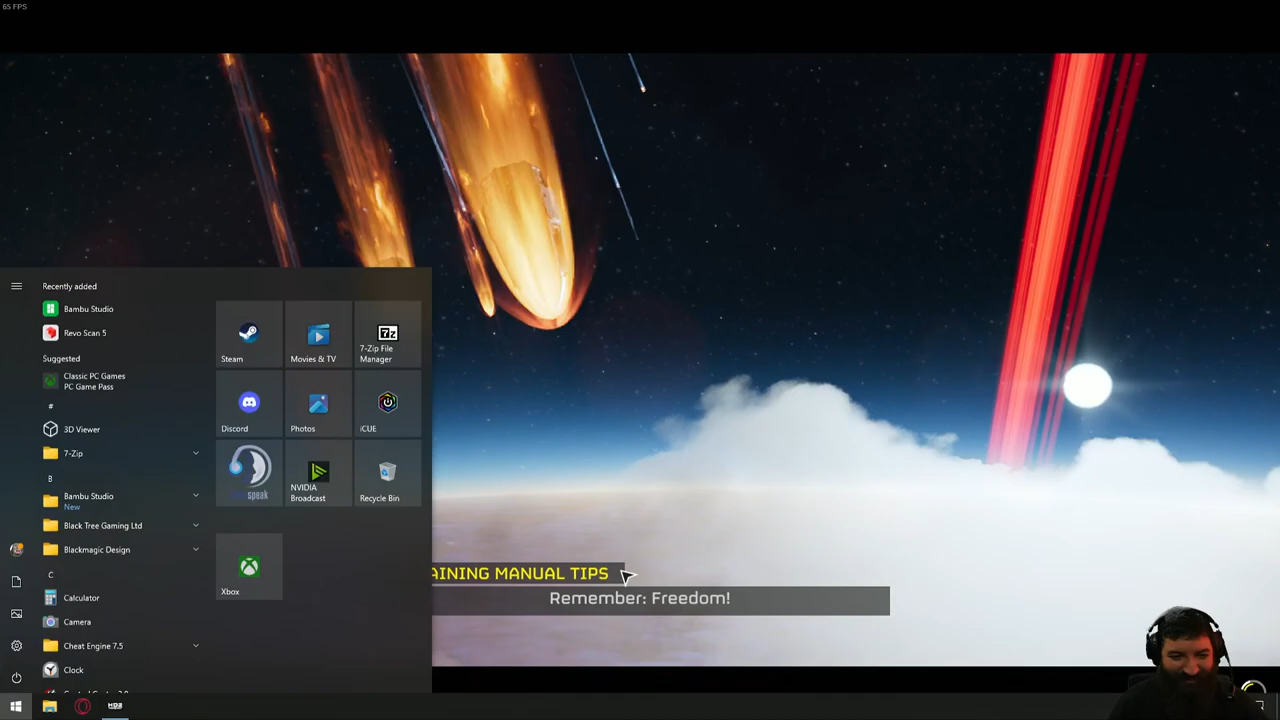 65 FPS
Recently added
Bambu Studio
Revo Scan 5
Suggested
Classic PC Games
PC Game Pass
#
3D Viewer
7-Zip
B
Bambu Studio
New
Black Tree Gaming Ltd
Blackmagic Design
C
Calculator
Camera
Cheat Engine 7.5
Clock
Steam
Movies & TV
7z
7-Zip File
Manager
Discord
Photos
iCUE
speak
NVIDIA
Broadcast
Recycle Bin
Xbox
AINING MANUAL TIPS
Remember: Freedom!